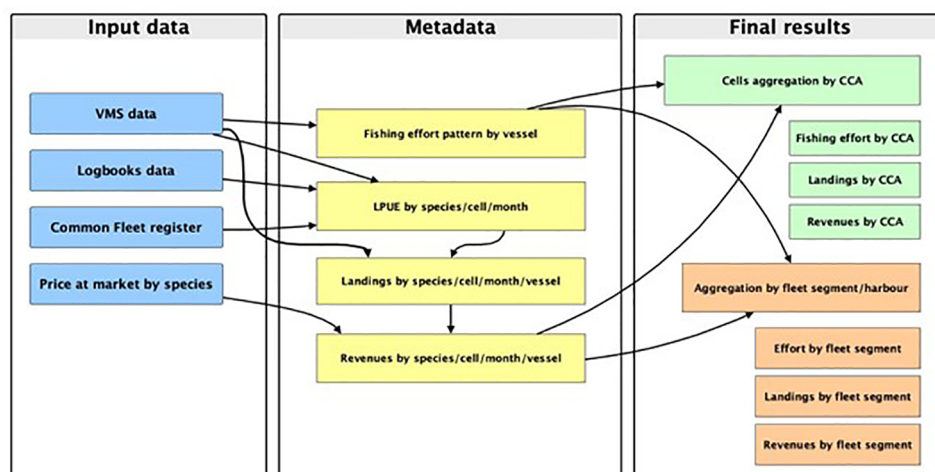 Input data
VMS data
Logbooks data
Common Fleet register
Price at market by species
Metadata
Fishing effort pattern by vessel
LPUE by species/cell/month
Landings by species/cell/month/vessel
Revenues by species/cell/month/vessel
Final results
Cells aggregation by CCA
Fishing effort by CCA
Landings by CCA
Revenues by CCA
Aggregation by fleet segment/harbour
Effort by fleet segment
Landings by fleet segment
Revenues by fleet segment